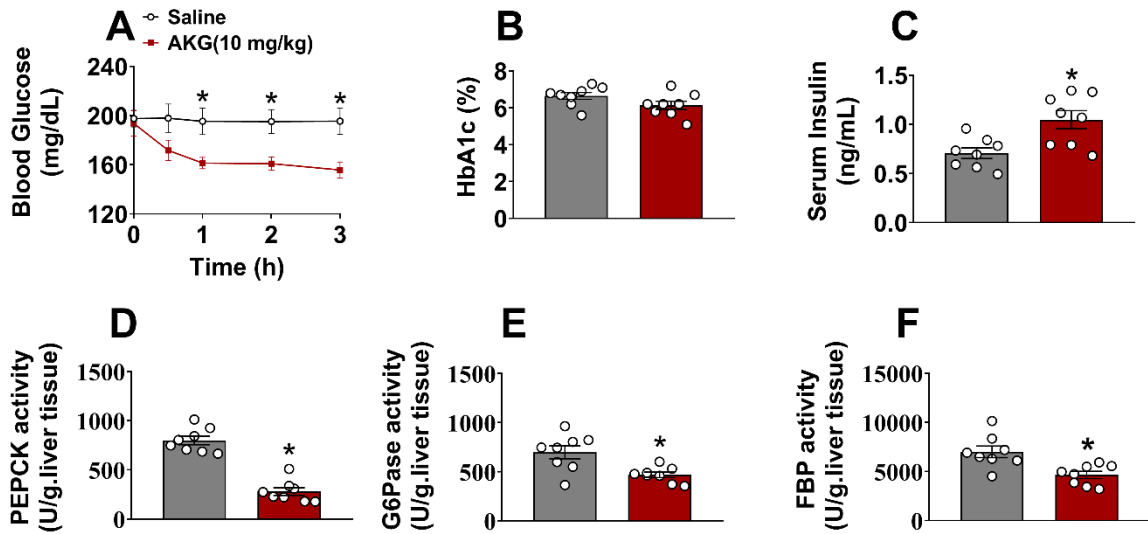 A
Saline
AKG(10 mg/kg)
Blood Glucose
(mg/dL)
240
200
160
120
* * *
0 1 2 3
Time (h)
B
HbA1c (%)
8
6
4
2
0
C
Serum Insulin
(ng/mL)
1.5
1.0
0.5
0.0
*
D
PEPCK activity
(U/g.liver tissue)
1500
1000
500
0
*
E
G6Pase activity
(U/g.liver tissue)
1500
1000
500
0
*
F
FBP activity
(U/g.liver tissue)
15000
10000
5000
0
*